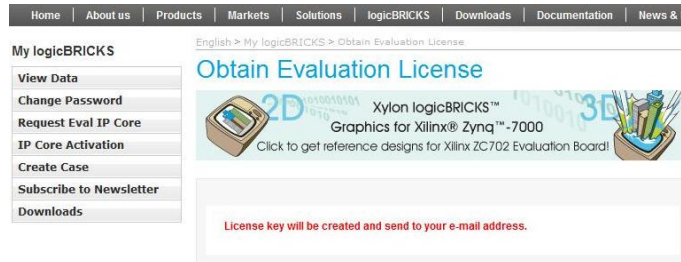 Home | About us | Products | Markets | Solutions | logicBRICKS | Downloads | Documentation | News &
My logicBRICKS
English > My logicBRICKS > Obtain Evaluation License
Obtain Evaluation License
View Data
Change Password
Request Eval IP Core
IP Core Activation
Create Case
Subscribe to Newsletter
Downloads
2D
3D
Xylon logicBRICKS™
Graphics for Xilinx® Zynq™-7000
Click to get reference designs for Xilinx ZC702 Evaluation Board!
License key will be created and send to your e-mail address.